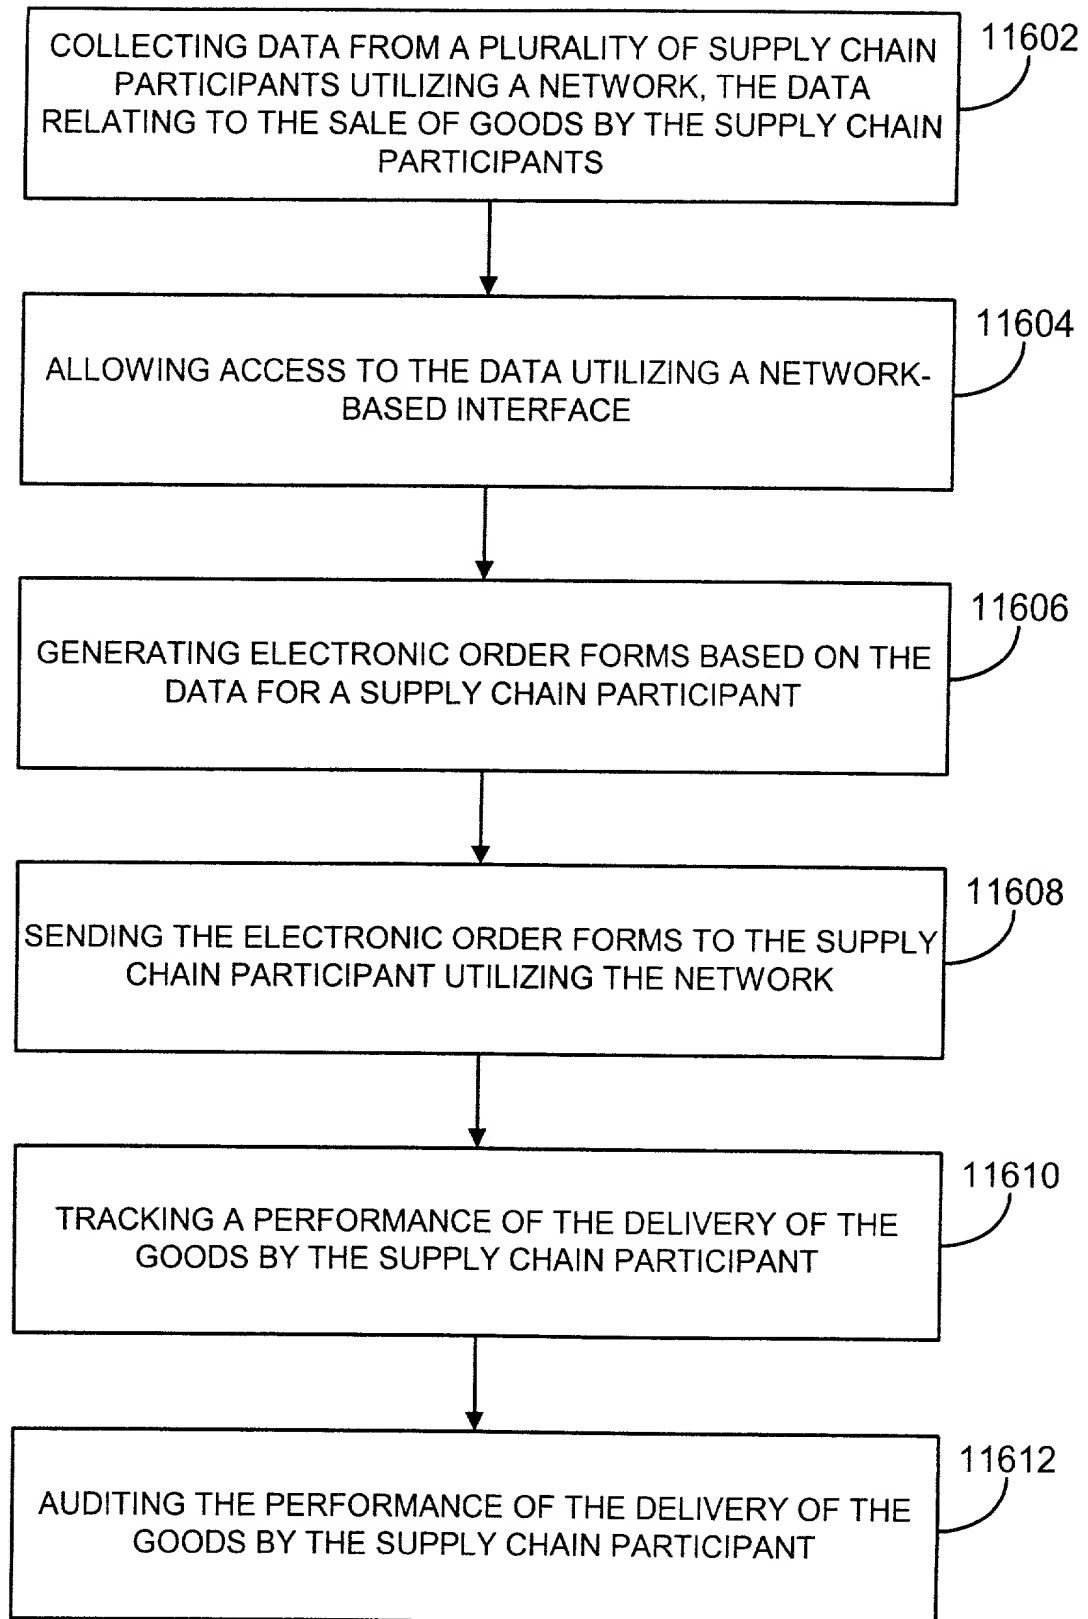 COLLECTING DATA FROM A PLURALITY OF SUPPLY CHAIN
PARTICIPANTS UTILIZING A NETWORK, THE DATA
RELATING TO THE SALE OF GOODS BY THE SUPPLY CHAIN
PARTICIPANTS
11602
ALLOWING ACCESS TO THE DATA UTILIZING A NETWORK-
BASED INTERFACE
11604
GENERATING ELECTRONIC ORDER FORMS BASED ON THE
DATA FOR A SUPPLY CHAIN PARTICIPANT
11606
SENDING THE ELECTRONIC ORDER FORMS TO THE SUPPLY
CHAIN PARTICIPANT UTILIZING THE NETWORK
11608
TRACKING A PERFORMANCE OF THE DELIVERY OF THE
GOODS BY THE SUPPLY CHAIN PARTICIPANT
11610
AUDITING THE PERFORMANCE OF THE DELIVERY OF THE
GOODS BY THE SUPPLY CHAIN PARTICIPANT
11612